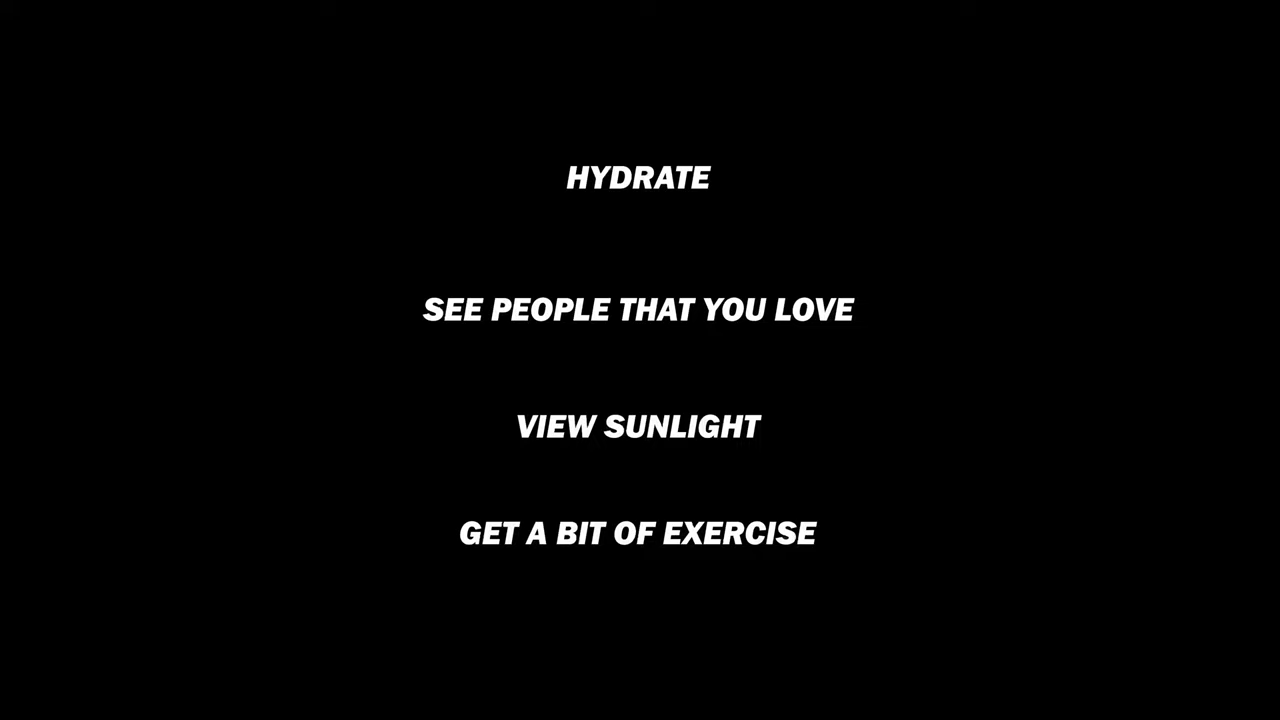 HYDRATE
SEE PEOPLE THAT YOU LOVE
VIEW SUNLIGHT
GET A BIT OF EXERCISE